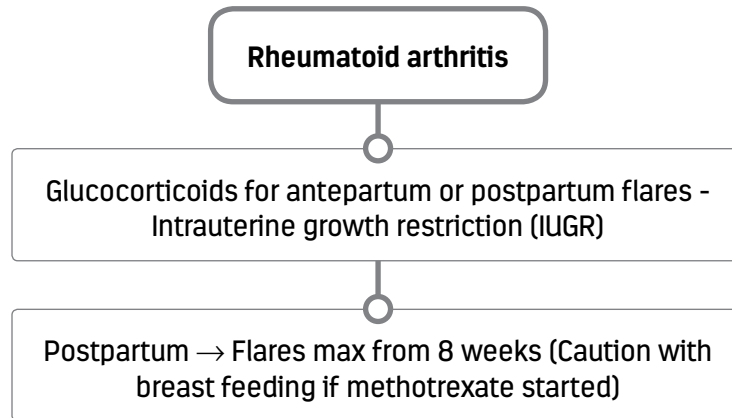 Rheumatoid arthritis
Glucocorticoids for antepartum or postpartum flares -
Intrauterine growth restriction (IUGR)
Postpartum → Flares max from 8 weeks (Caution with
breast feeding if methotrexate started)